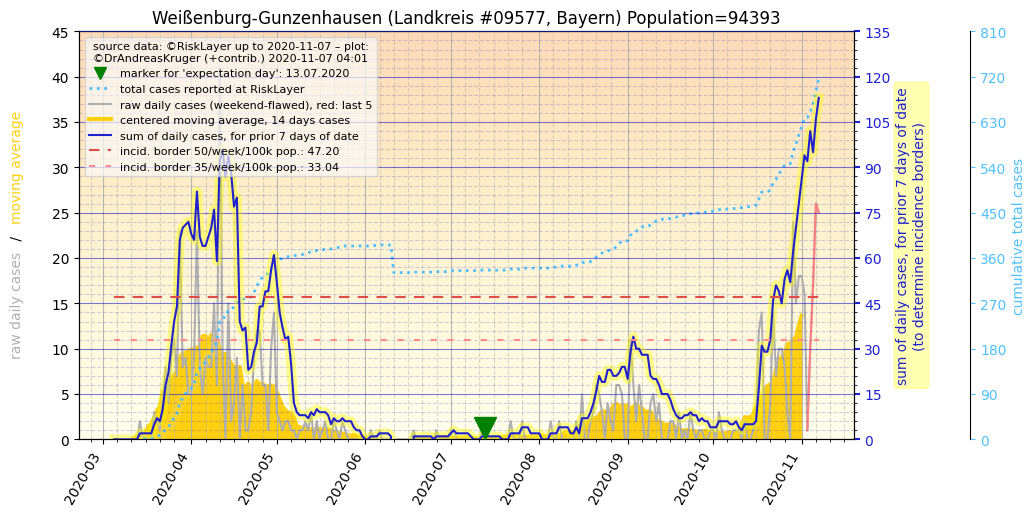 Weißenburg-Gunzenhausen (Landkreis #09577, Bayern) Population=94393
source data: ©RiskLayer up to 2020-11-07 – plot:
©DrAndreasKruger (+contrib.) 2020-11-07 04:01
marker for 'expectation day': 13.07.2020
total cases reported at RiskLayer
raw daily cases (weekend-flawed), red: last 5
centered moving average, 14 days cases
sum of daily cases, for prior 7 days of date
incid. border 50/week/100k pop.: 47.20
incid. border 35/week/100k pop.: 33.04
raw daily cases / moving average
45
40
35
30
25
20
15
10
5
0
2020-03
2020-04
2020-05
2020-06
2020-07
2020-08
2020-09
2020-10
2020-11
135
120
105
90
75
60
45
30
15
0
sum of daily cases, for prior 7 days of date
(to determine incidence borders)
810
720
630
540
450
360
270
180
90
0
cumulative total cases